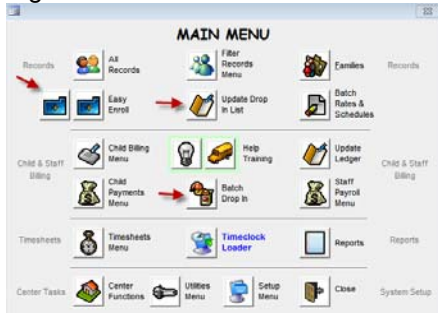 MAIN MENU
Records
All
Records
Filter
Records
Menu
Families
Records
Easy
Enroll
Update Drop
In List
Batch
Rates &
Schedules
Child & Staff
Billing
Child Billing
Menu
Help
Training
Update
Ledger
Child & Staff
Billing
Child
Payments
Menu
Batch
Drop In
Staff
Payroll
Menu
Timesheets
Timesheets
Menu
Timeclock
Loader
Reports
Reports
Center Tasks
Center
Functions
Utilities
Menu
Setup
Menu
Close
System Setup